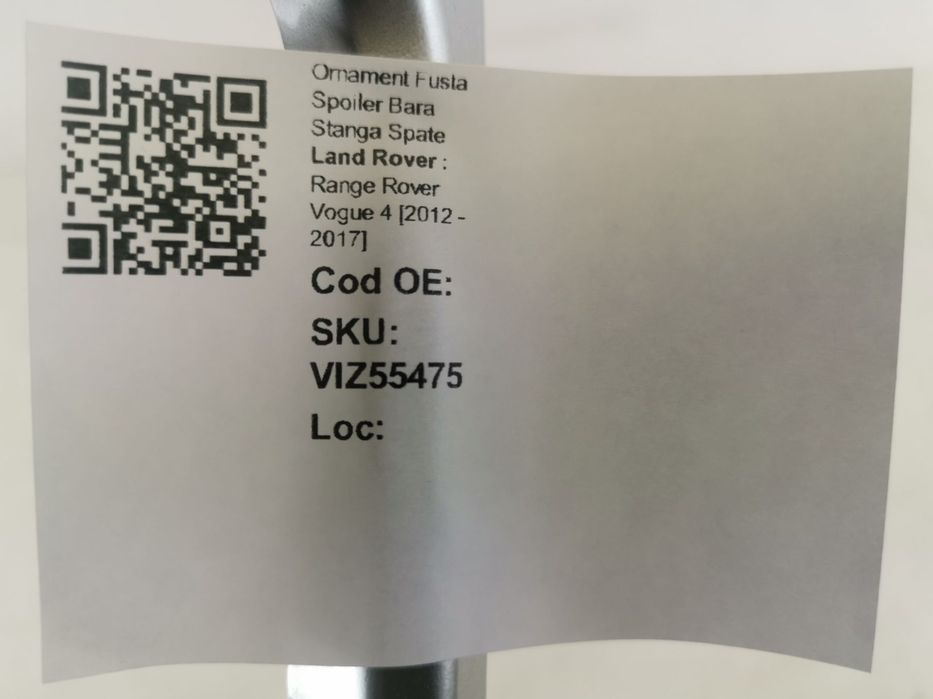 Ornament Fusta
Spoiler Bara
Stanga Spate
Land Rover :
Range Rover
Vogue 4 [2012 -
2017]
Cod OE:
SKU:
VIZ55475
Loc: